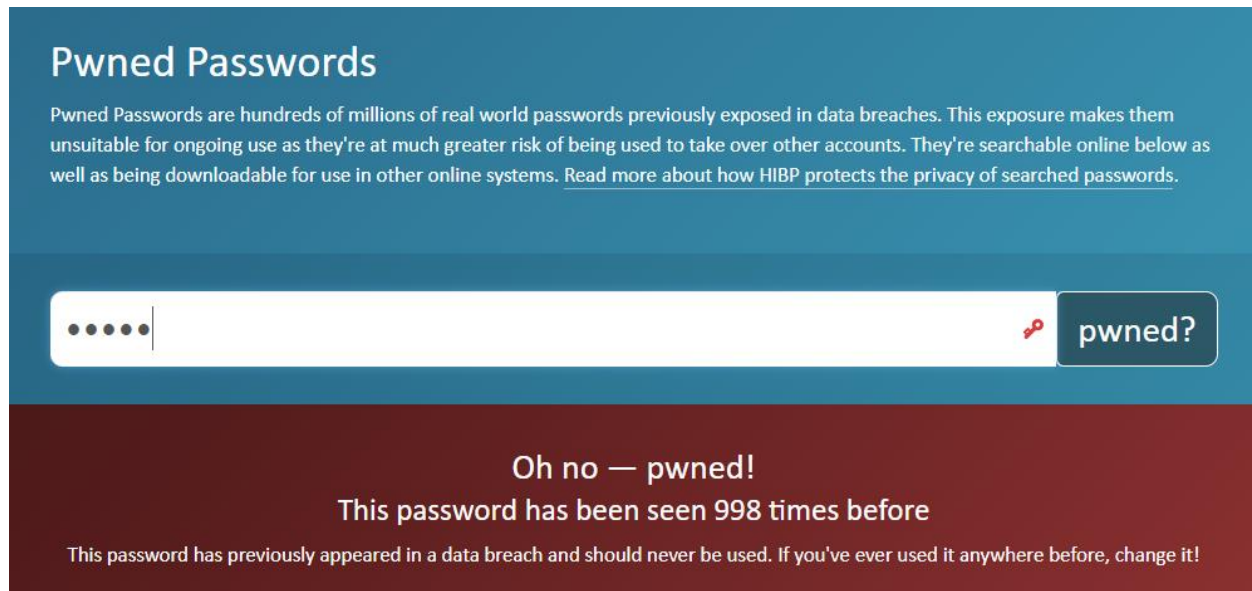 Pwned Passwords
Pwned Passwords are hundreds of millions of real world passwords previously exposed in data breaches. This exposure makes them
unsuitable for ongoing use as they're at much greater risk of being used to take over other accounts. They're searchable online below as
well as being downloadable for use in other online systems. Read more about how HIBP protects the privacy of searched passwords.
•••••
pwned?
Oh no — pwned!
This password has been seen 998 times before
This password has previously appeared in a data breach and should never be used. If you've ever used it anywhere before, change it!